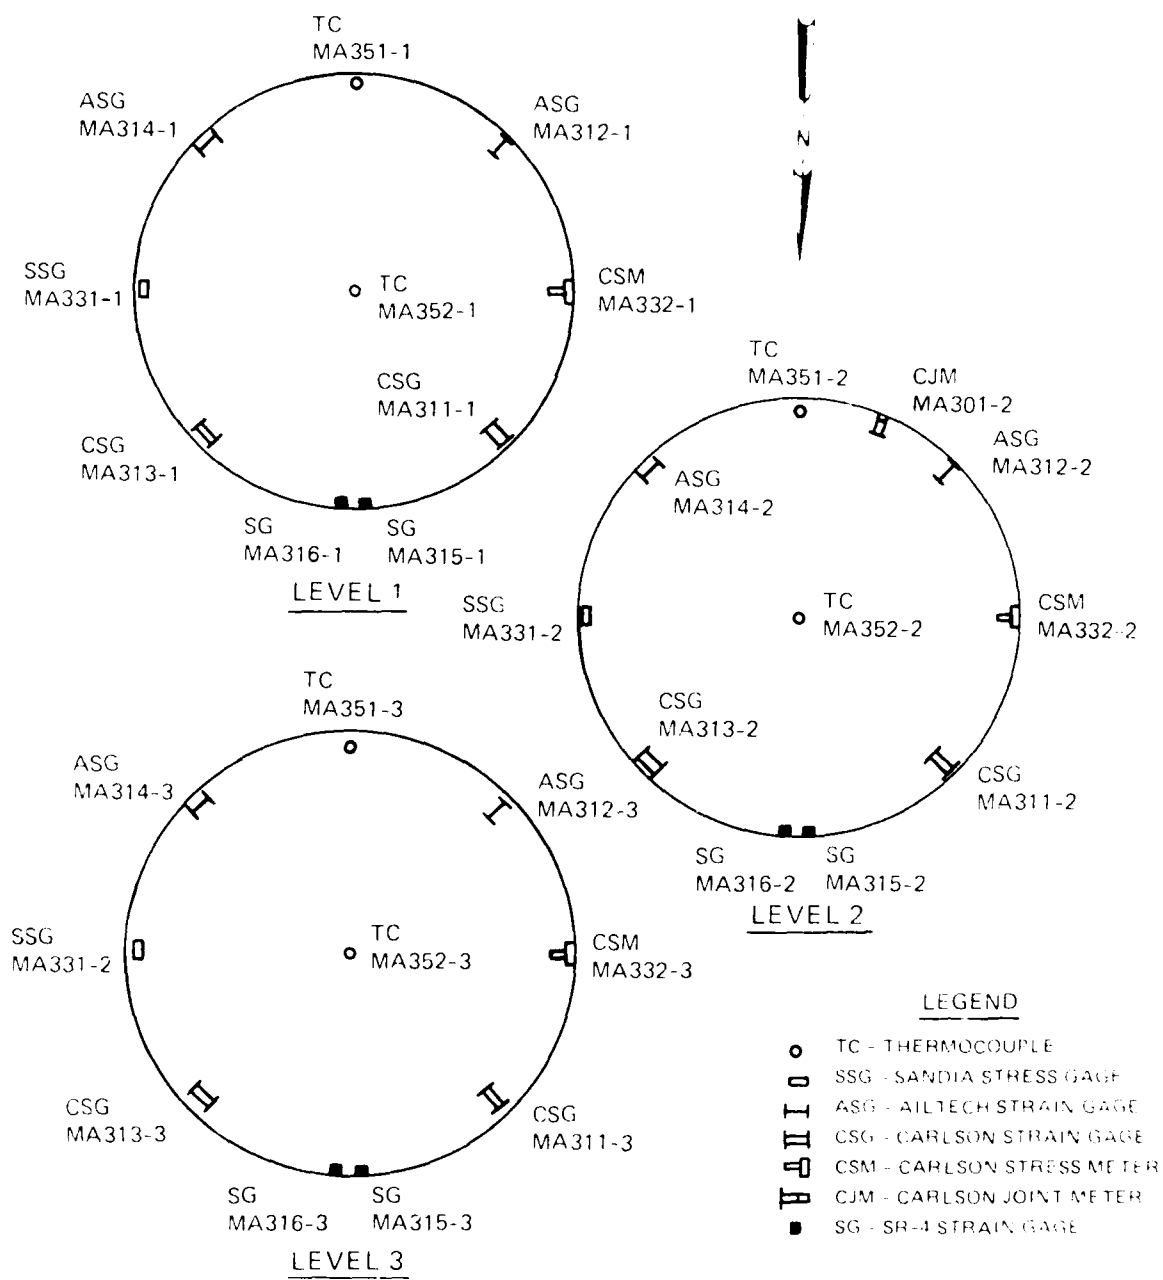 TC
MA351-1
ASG
MA314-1
ASG
MA312-1
N
SSG
MA331-1
TC
MA352-1
CSM
MA332-1
CSG
MA311-1
CSG
MA313-1
SG
MA316-1
SG
MA315-1
LEVEL 1
TC
MA351-2
CJM
MA301-2
ASG
MA312-2
ASG
MA314-2
SSG
MA331-2
TC
MA352-2
CSM
MA332-2
CSG
MA313-2
CSG
MA311-2
SG
MA316-2
SG
MA315-2
LEVEL 2
TC
MA351-3
ASG
MA314-3
ASG
MA312-3
SSG
MA331-2
TC
MA352-3
CSM
MA332-3
CSG
MA313-3
CSG
MA311-3
SG
MA316-3
SG
MA315-3
LEVEL 3
LEGEND
TC - THERMOCOUPLE
SSG - SANDIA STRESS GAGE
ASG - AILTECH STRAIN GAGE
CSG - CARLSON STRAIN GAGE
CSM - CARLSON STRESS METER
CJM - CARLSON JOINT METER
SG - SR-4 STRAIN GAGE